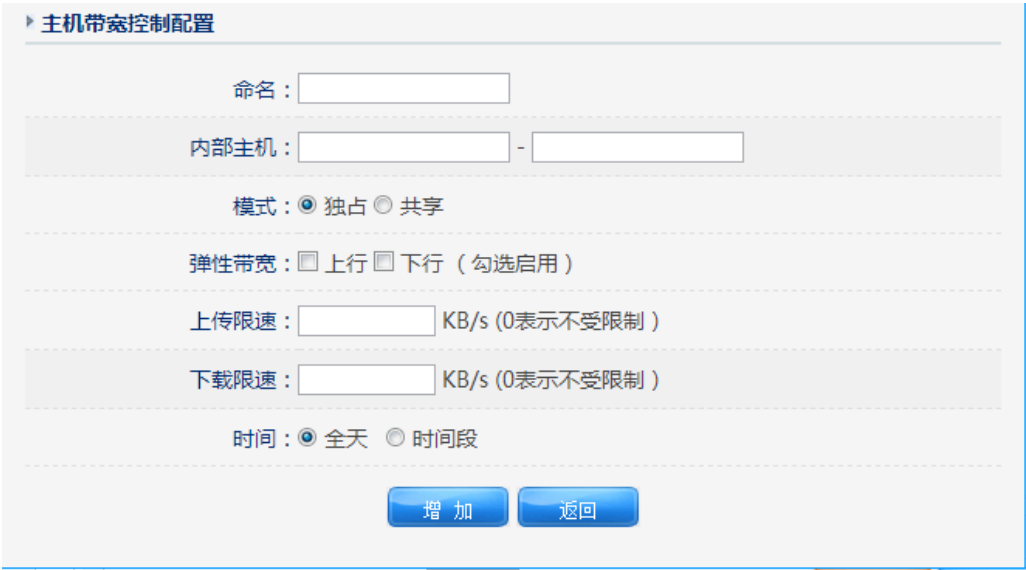 主机带宽控制配置
命名：
内部主机： -
模式： 独占 共享
弹性带宽： 上行 下行 （勾选启用）
上传限速： KB/s (0表示不受限制）
下载限速： KB/s (0表示不受限制）
时间： 全天 时间段
增 加 返回